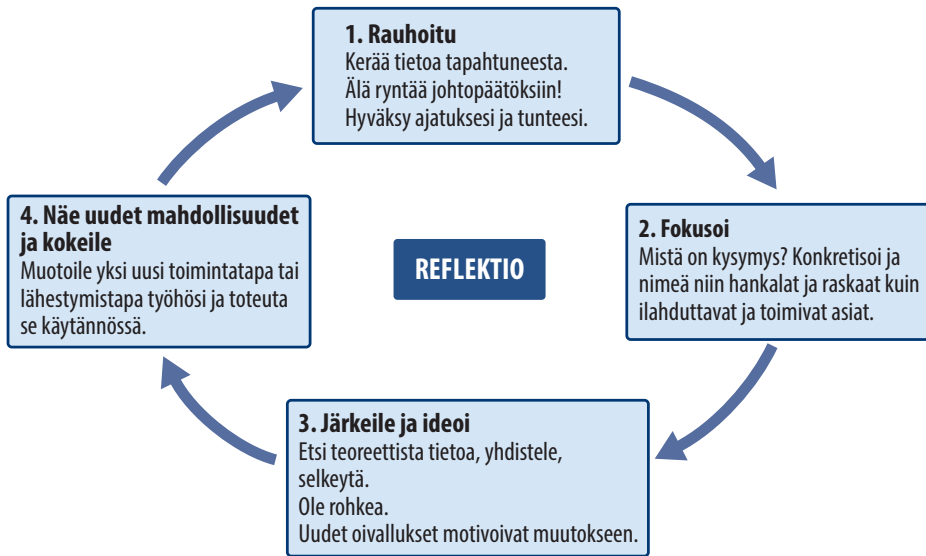 1. Rauhoitu
Kerää tietoa tapahtuneesta.
Älä ryntää johtopäätöksiin!
Hyväksy ajatuksesi ja tunteesi.
2. Fokusoi
Mistä on kysymys? Konkretisoi ja
nimeä niin hankalat ja raskaat kuin
ilahduttavat ja toimivat asiat.
3. Järkeile ja ideoi
Etsi teoreettista tietoa, yhdistele,
selkeytä.
Ole rohkea.
Uudet oivallukset motivoivat muutokseen.
4. Näe uudet mahdollisuudet
ja kokeile
Muotoile yksi uusi toimintatapa tai
lähestymistapa työhösi ja toteuta
se käytännössä.
REFLEKTIO